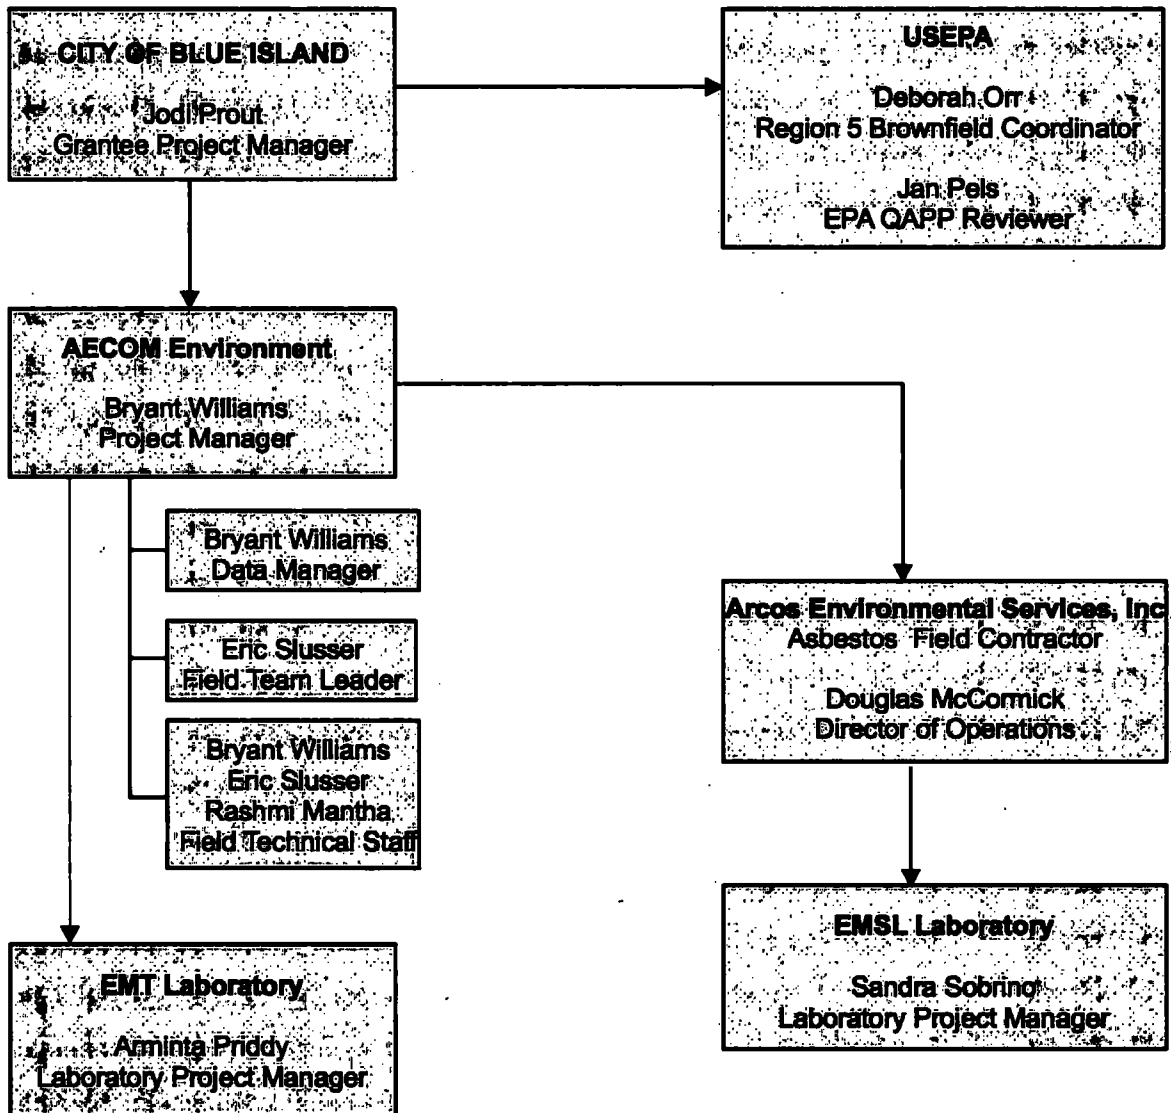 CITY OF BLUE ISLAND
Jodi Prout
Grantee Project Manager
USEPA
Deborah Orr
Region 5 Brownfield Coordinator
Jan Pels
EPA QAPP Reviewer
AECOM Environment
Bryant Williams
Project Manager
Bryant Williams
Data Manager
Eric Slusser
Field Team Leader
Bryant Williams
Eric Slusser
Rashmi Mantha
Field Technical Staff
Arcos Environmental Services, Inc
Asbestos Field Contractor
Douglas McCormick
Director of Operations
EMSL Laboratory
Sandra Sobrino
Laboratory Project Manager
EMT Laboratory
Arminta Priddy
Laboratory Project Manager